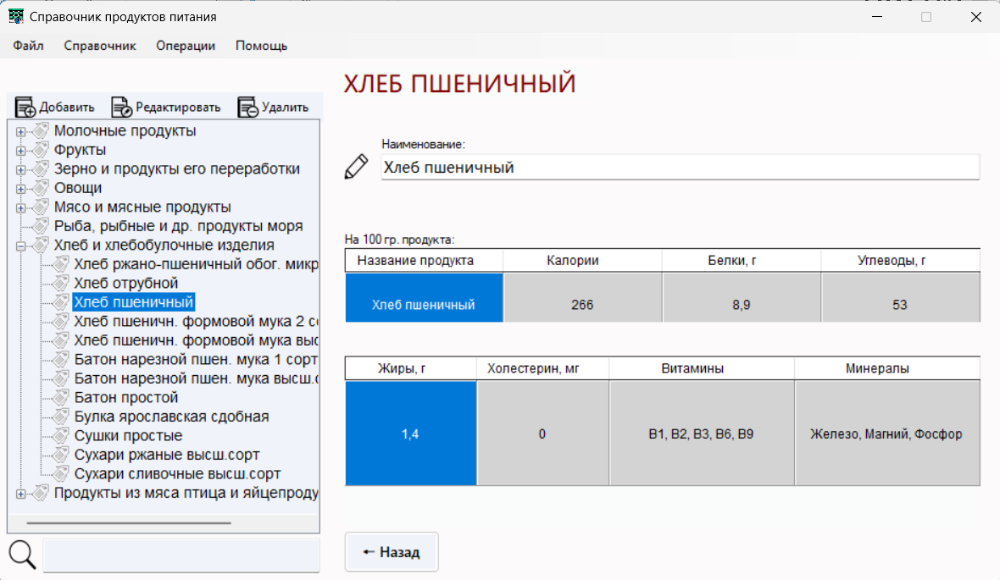 Справочник продуктов питания
Файл Справочник Операции Помощь
Добавить Редактировать Удалить
Молочные продукты
Фрукты
Зерно и продукты его переработки
Овощи
Мясо и мясные продукты
Рыба, рыбные и др. продукты моря
Хлеб и хлебобулочные изделия
Хлеб ржано-пшеничный обог. микр
Хлеб отрубной
Хлеб пшеничный
Хлеб пшеничн. формовой мука 2 со
Хлеб пшеничн. формовой мука выс
Батон нарезной пшен. мука 1 сорт
Батон нарезной пшен. мука высш.с
Батон простой
Булка ярославская сдобная
Сушки простые
Сухари ржаные высш.сорт
Сухари сливочные высш.сорт
Продукты из мяса птица и яйцепроду
ХЛЕБ ПШЕНИЧНЫЙ
Наименование:
Хлеб пшеничный
На 100 гр. продукта:
Название продукта Калории Белки, г Углеводы, г
Хлеб пшеничный 266 8,9 53
Жиры, г Холестерин, мг Витамины Минералы
1,4 0 B1, B2, B3, B6, B9 Железо, Магний, Фосфор
← Назад